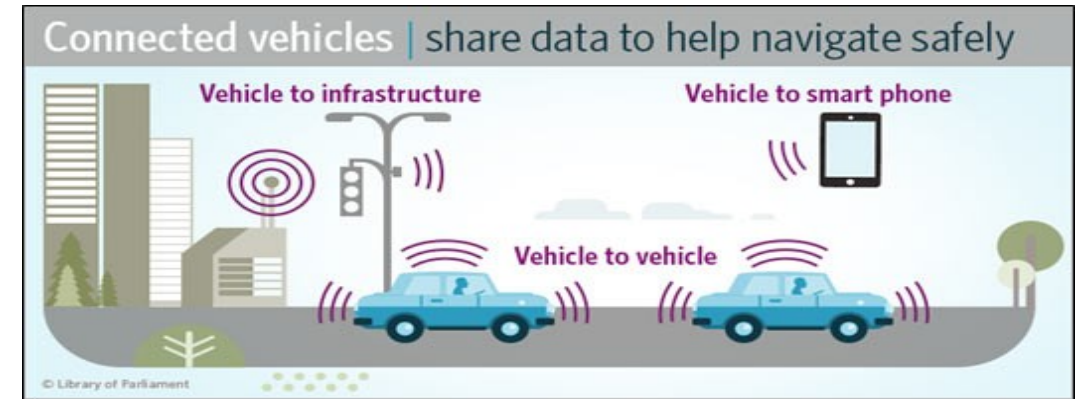 Connected vehicles | share data to help navigate safely
Vehicle to infrastructure
Vehicle to smart phone
Vehicle to vehicle
© Library of Parliament